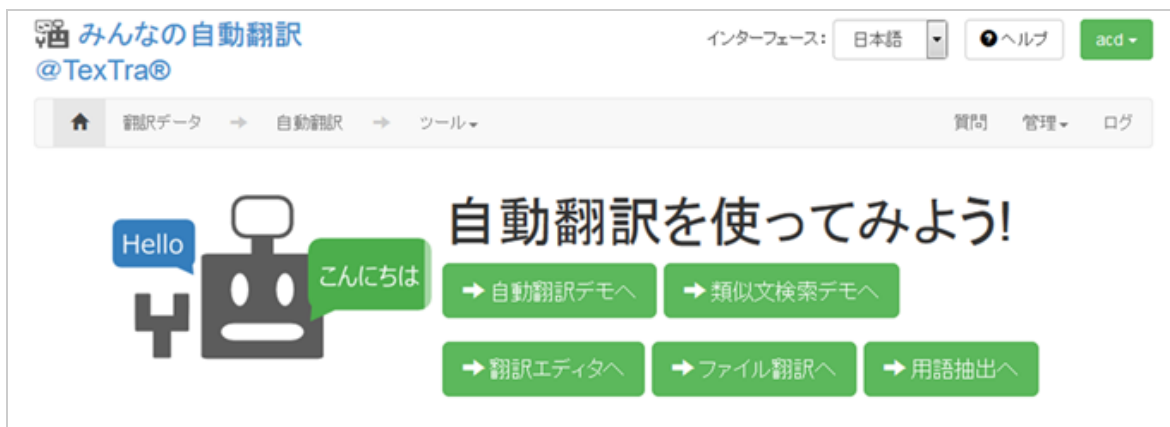 みんなの自動翻訳
@TexTra®
インターフェース: 日本語 ヘルプ acd
翻訳データ → 自動翻訳 → ツール 質問 管理 ログ
Hello
こんにちは
自動翻訳を使ってみよう!
➔自動翻訳デモへ ➔類似文検索デモへ
➔翻訳エディタへ ➔ファイル翻訳へ ➔用語抽出へ